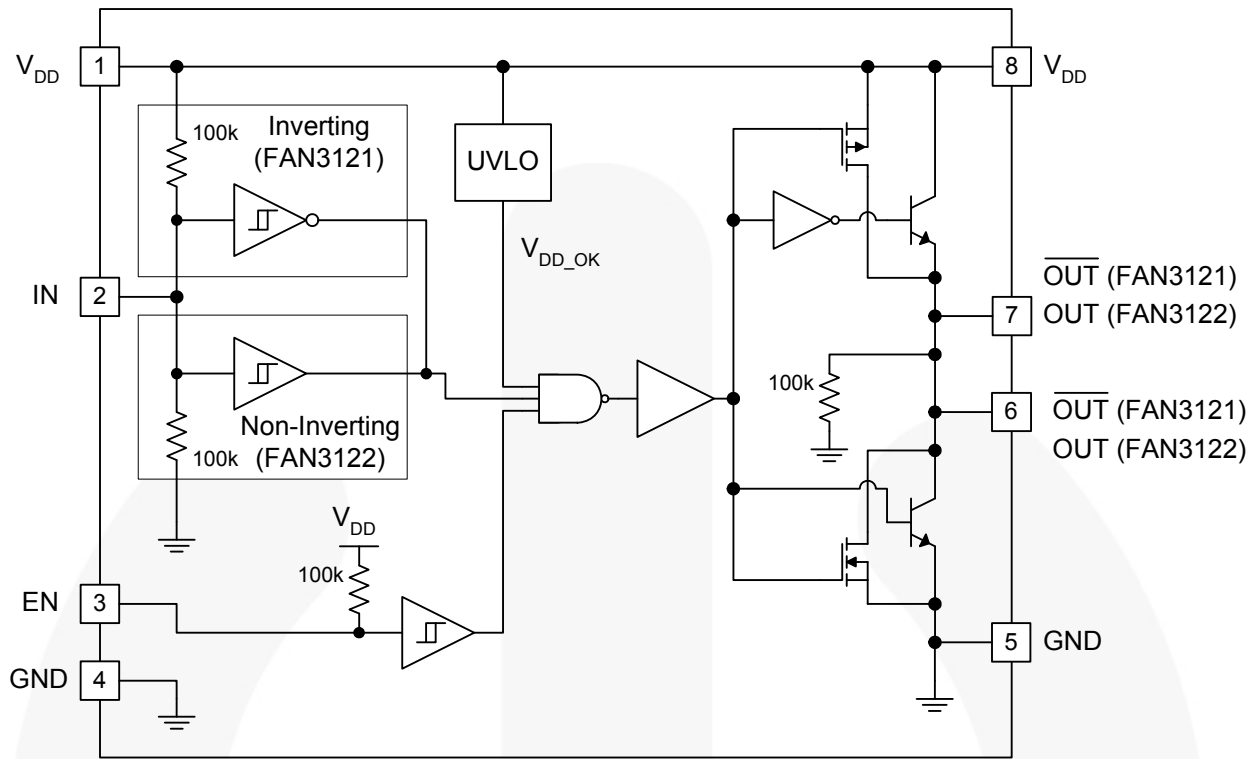 V_DD
1
8
V_DD
100k
Inverting
(FAN3121)
UVLO
V_DD_OK
IN
2
OUT (FAN3121)
7
OUT (FAN3122)
100k
6
OUT (FAN3121)
OUT (FAN3122)
Non-Inverting
(FAN3122)
100k
V_DD
100k
EN
3
5
GND
GND
4